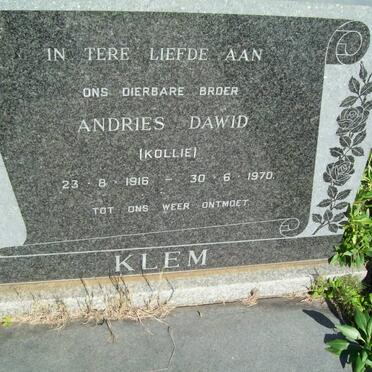 IN TERE LIEFDE AAN
ONS DIERBARE BROER
ANDRIES DAWID
(KOLLIE)
23 · 8 · 1916 – 30 · 6 · 1970.
TOT ONS WEER ONTMOET
KLEM